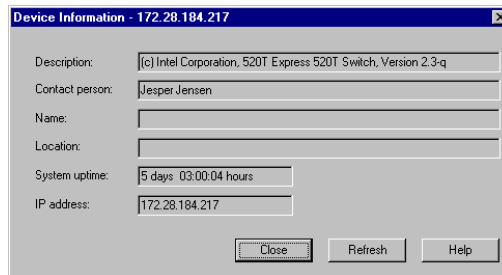 Device Information - 172.28.184.217
Description: (c) Intel Corporation, 520T Express 520T Switch, Version 2.3-q
Contact person: Jesper Jensen
Name:
Location:
System uptime: 5 days 03:00:04 hours
IP address: 172.28.184.217
Close Refresh Help